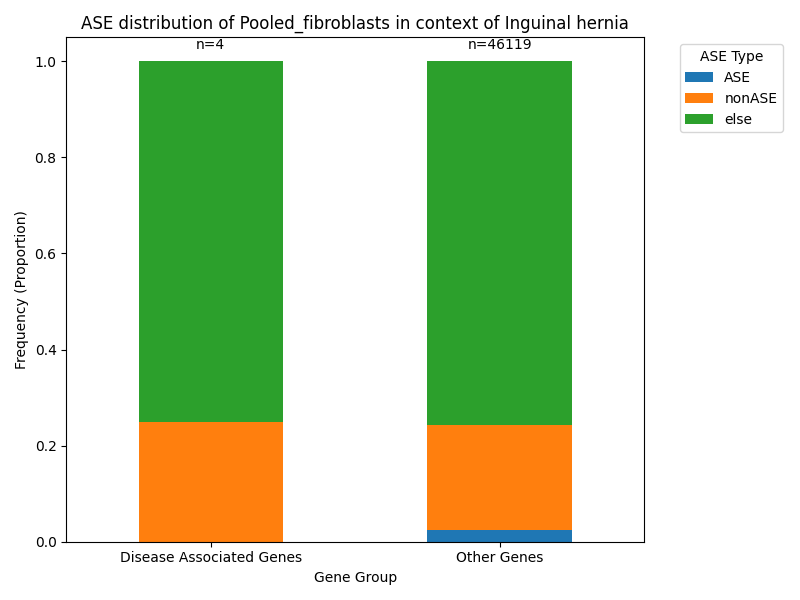 ASE distribution of Pooled_fibroblasts in context of Inguinal hernia
n=4
n=46119
ASE Type
ASE
nonASE
else
Frequency (Proportion)
1.0
0.8
0.6
0.4
0.2
0.0
Disease Associated Genes
Other Genes
Gene Group